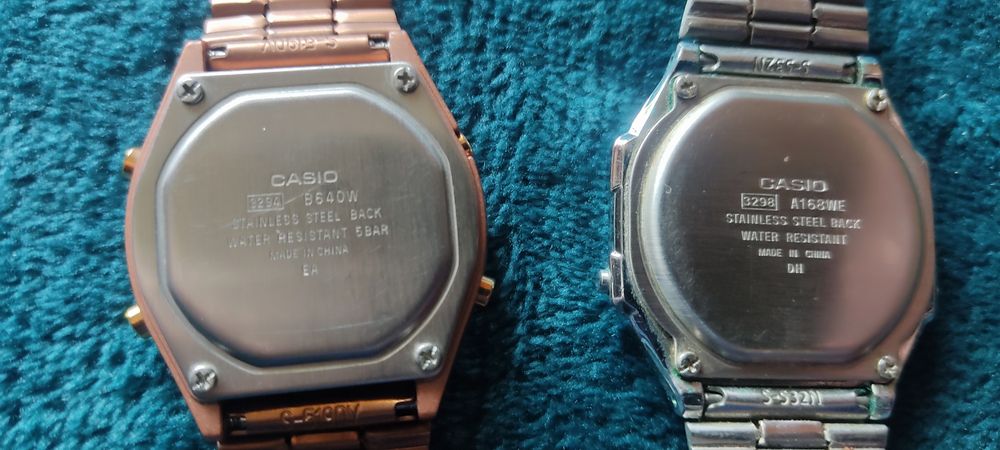 CASIO
3294 B640W
STAINLESS STEEL BACK
WATER RESISTANT 5BAR
MADE IN CHINA
EA
S-5321
CASIO
3298 A168WE
STAINLESS STEEL BACK
WATER RESISTANT
MADE IN CHINA
DH